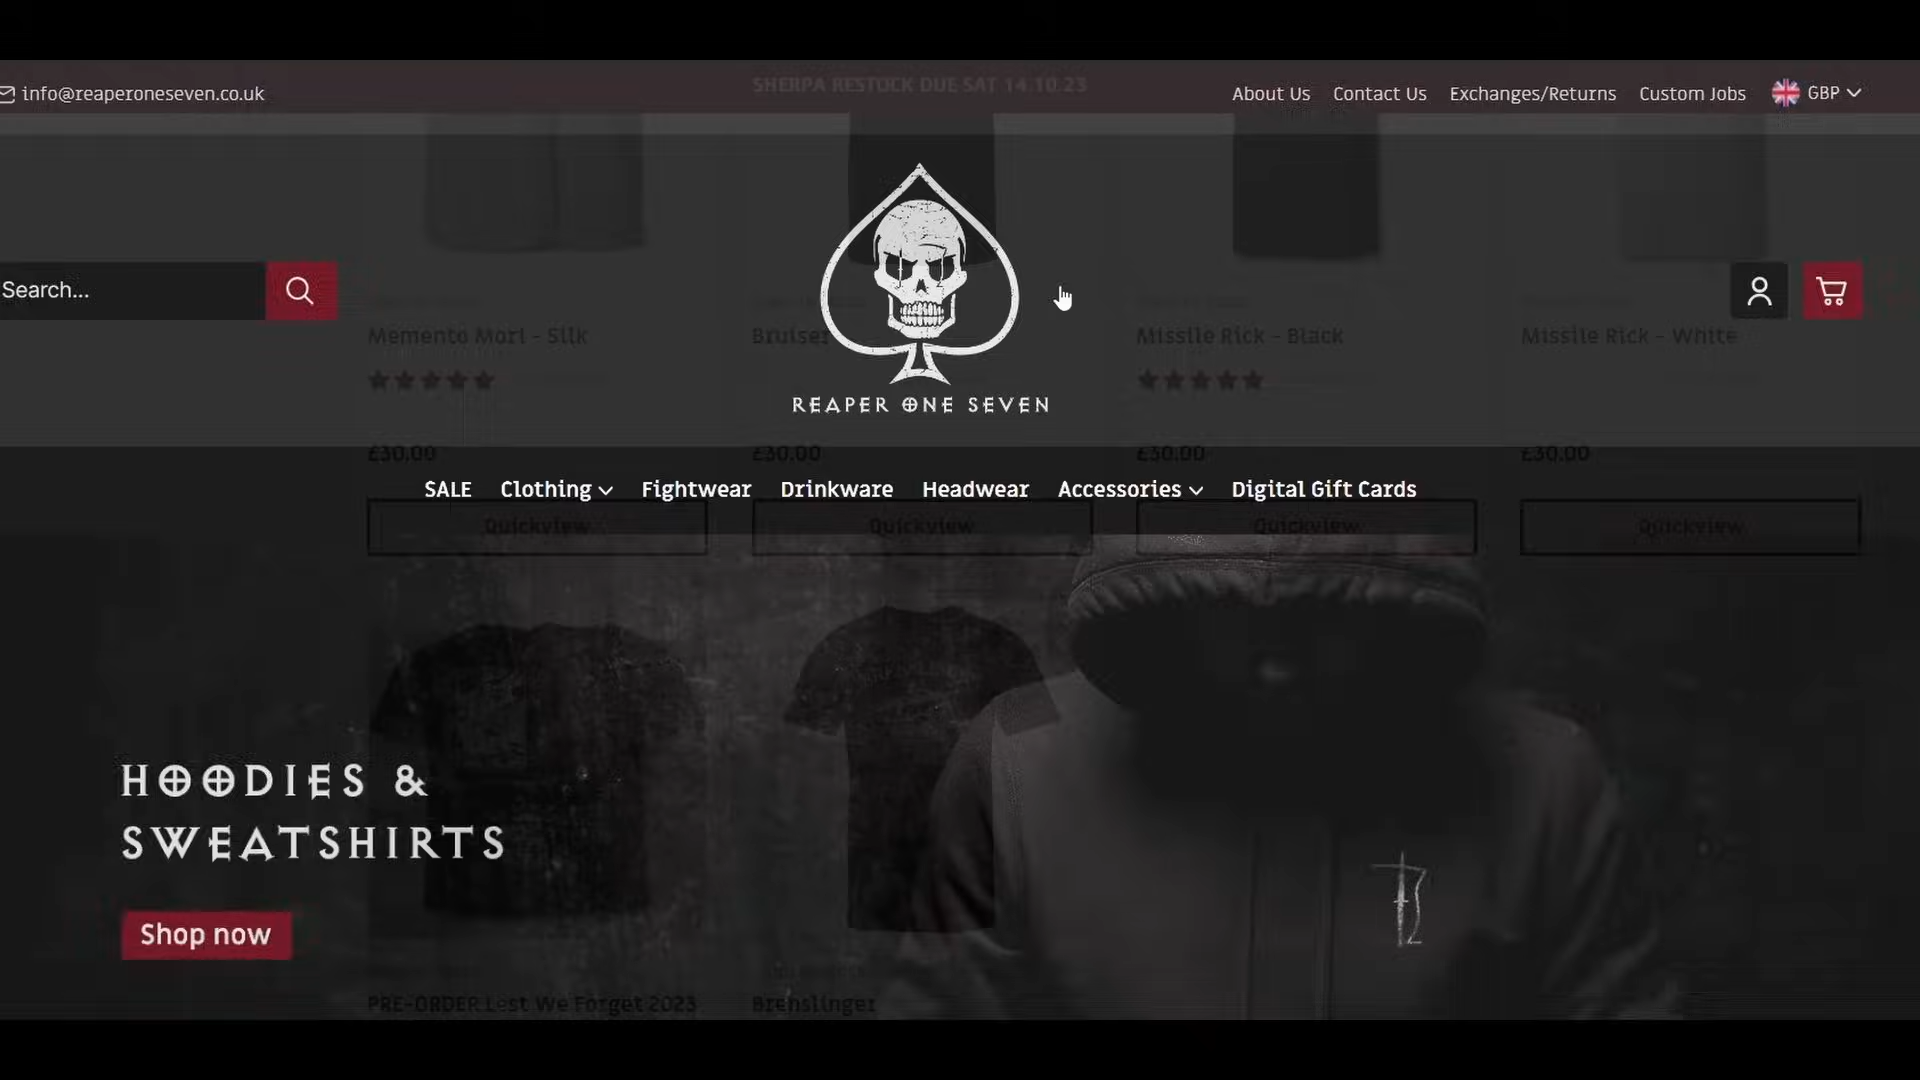 SHERPA RESTOCK DUE SAT 14.10.23
info@reaperoneseven.co.uk
About Us Contact Us Exchanges/Returns Custom Jobs GBP
Search...
Memento Mori - Silk
Bruiser
Missile Rick - Black
Missile Rick - White
REAPER ONE SEVEN
£30.00 £30.00 £30.00 £30.00
SALE Clothing Fightwear Drinkware Headwear Accessories Digital Gift Cards
Quickview Quickview Quickview Quickview
HOODIES &
SWEATSHIRTS
Shop now
PRE-ORDER Lest We Forget 2023